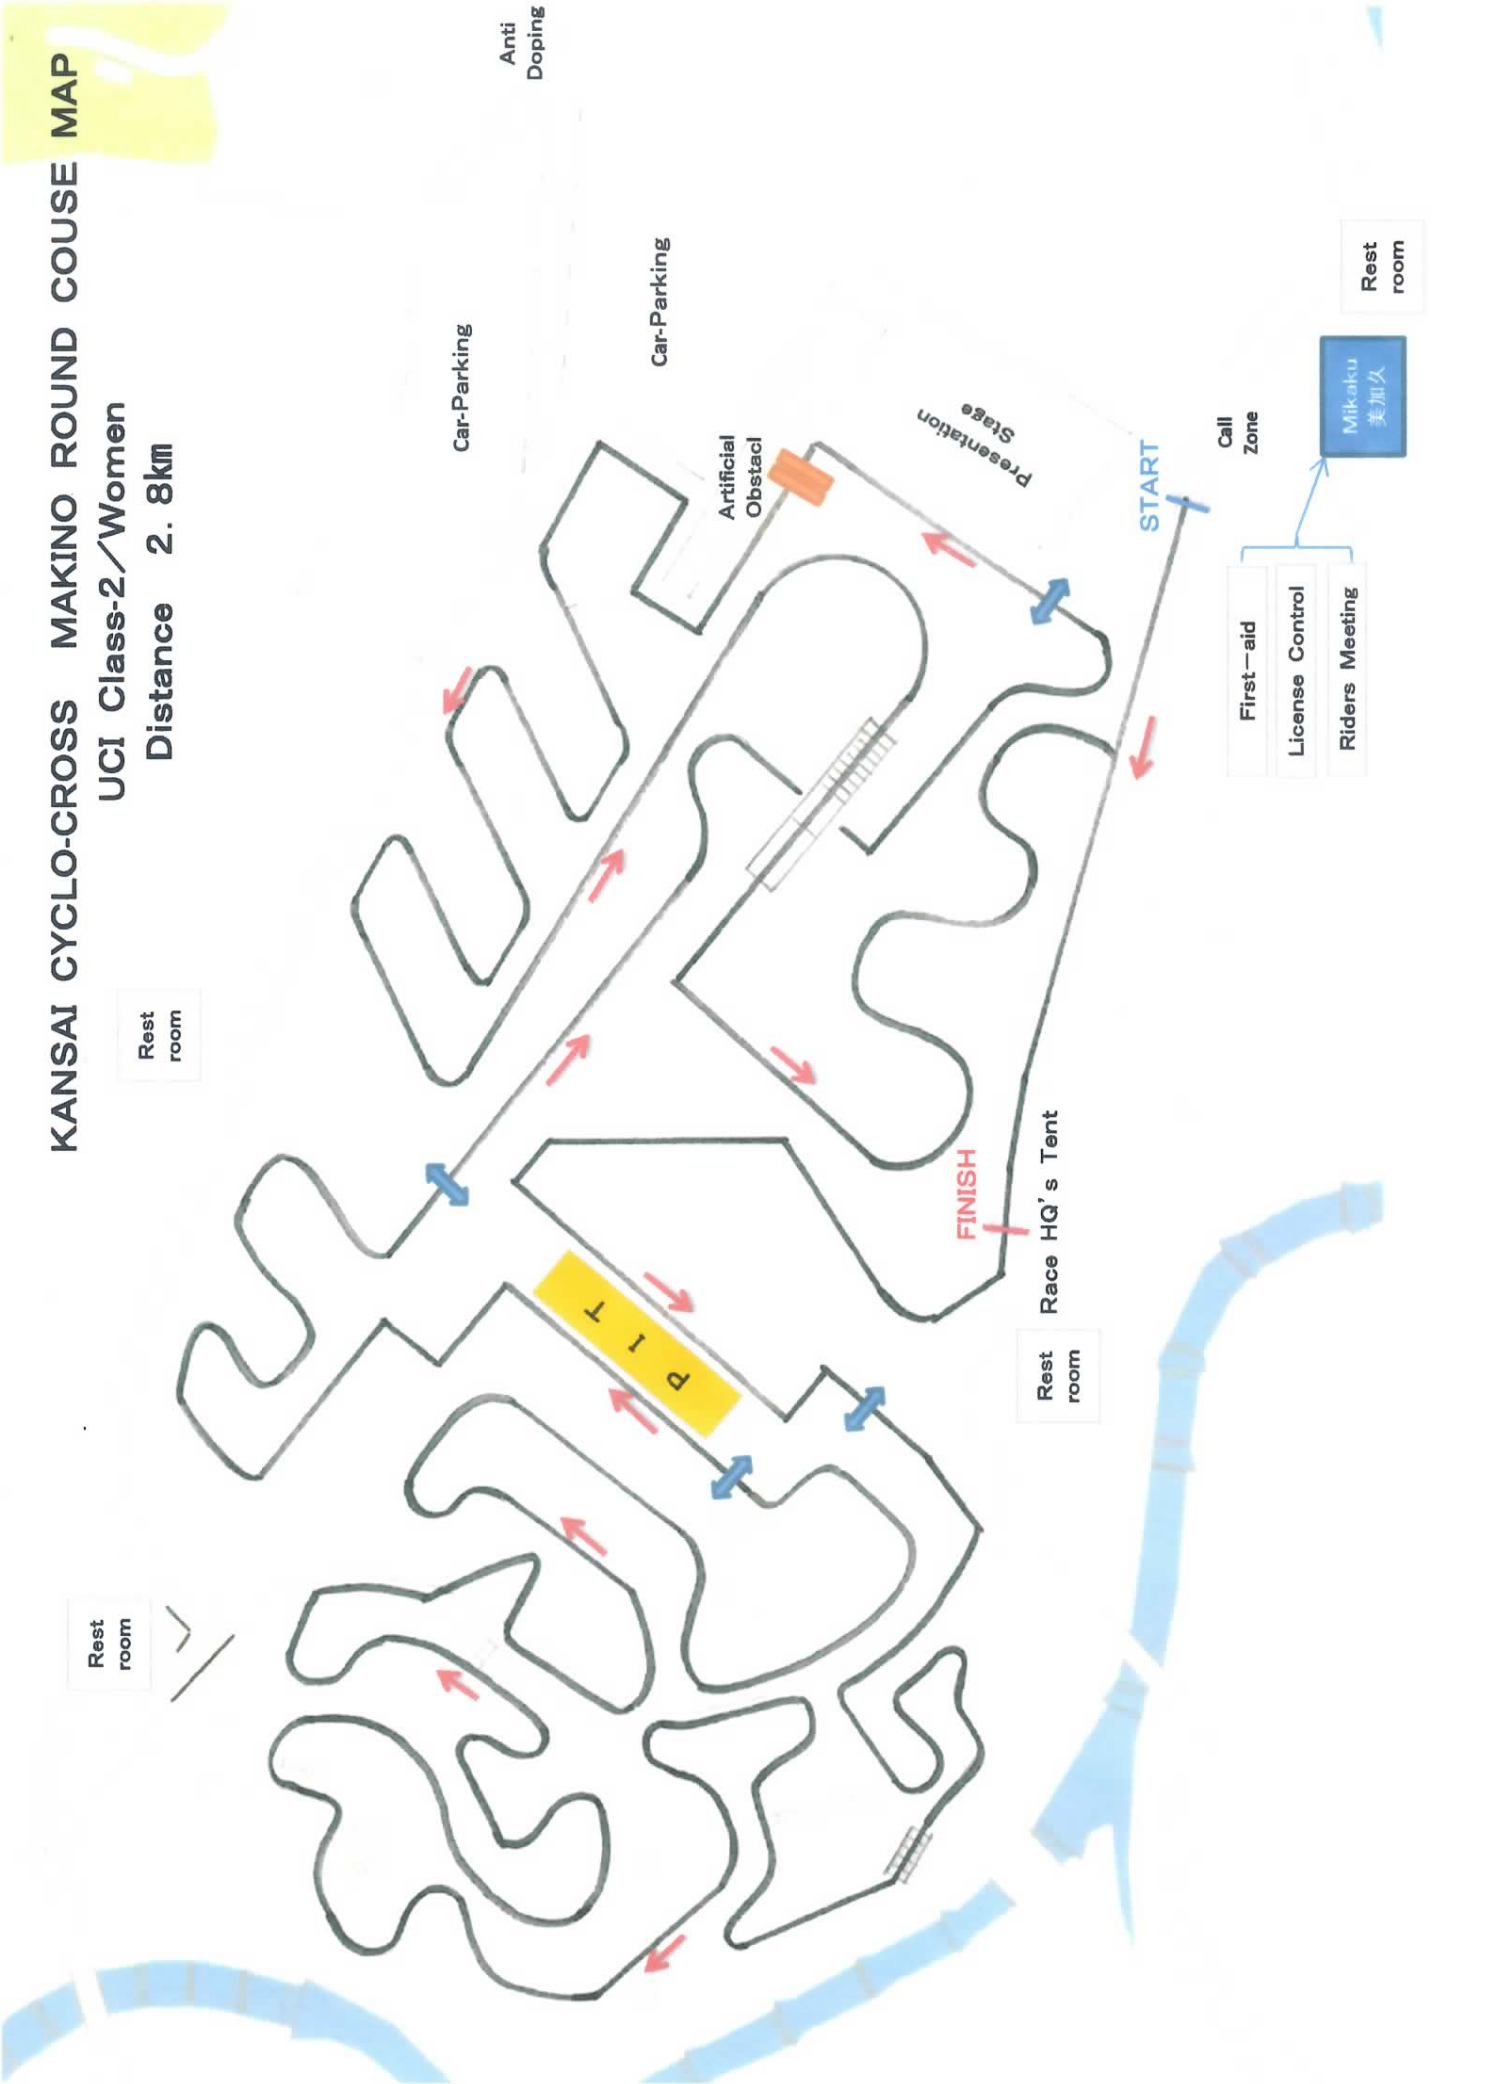 KANSAI CYCLO-CROSS MAKINO ROUND COUSE MAP
UCI Class-2/Women
Distance 2. 8km
Anti
Doping
Car-Parking
Car-Parking
Rest
room
Rest
room
Artificial
Obstacl
Presentation
Stage
START
Call
Zone
Rest
room
Mikaku
美加久
First-aid
License Control
Riders Meeting
PIT
FINISH
Race HQ's Tent
Rest
room